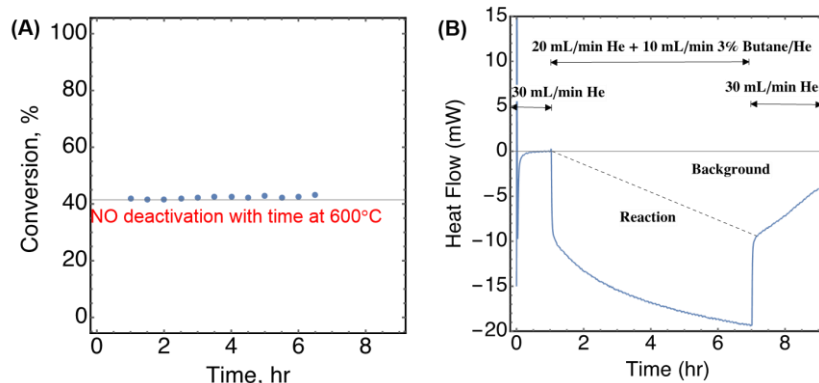 (A)
100
80
60
40
20
0
Conversion, %
NO deactivation with time at 600°C
0
2
4
6
8
Time, hr
(B)
15
10
5
0
−5
−10
−15
−20
Heat Flow (mW)
20 mL/min He + 10 mL/min 3% Butane/He
30 mL/min He
30 mL/min He
Background
Reaction
0
2
4
6
8
Time (hr)